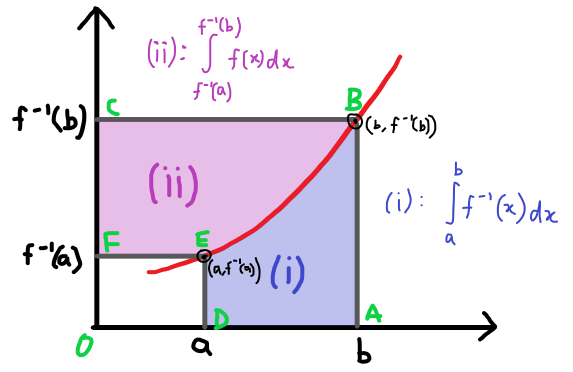 (ii): ∫_{f⁻¹(a)}^{f⁻¹(b)} f(x)dx
C
B
f⁻¹(b)
(b, f⁻¹(b))
(ii)
(i): ∫_a^b f⁻¹(x)dx
F
E
f⁻¹(a)
(a,f⁻¹(a))
(i)
D
A
O
a
b